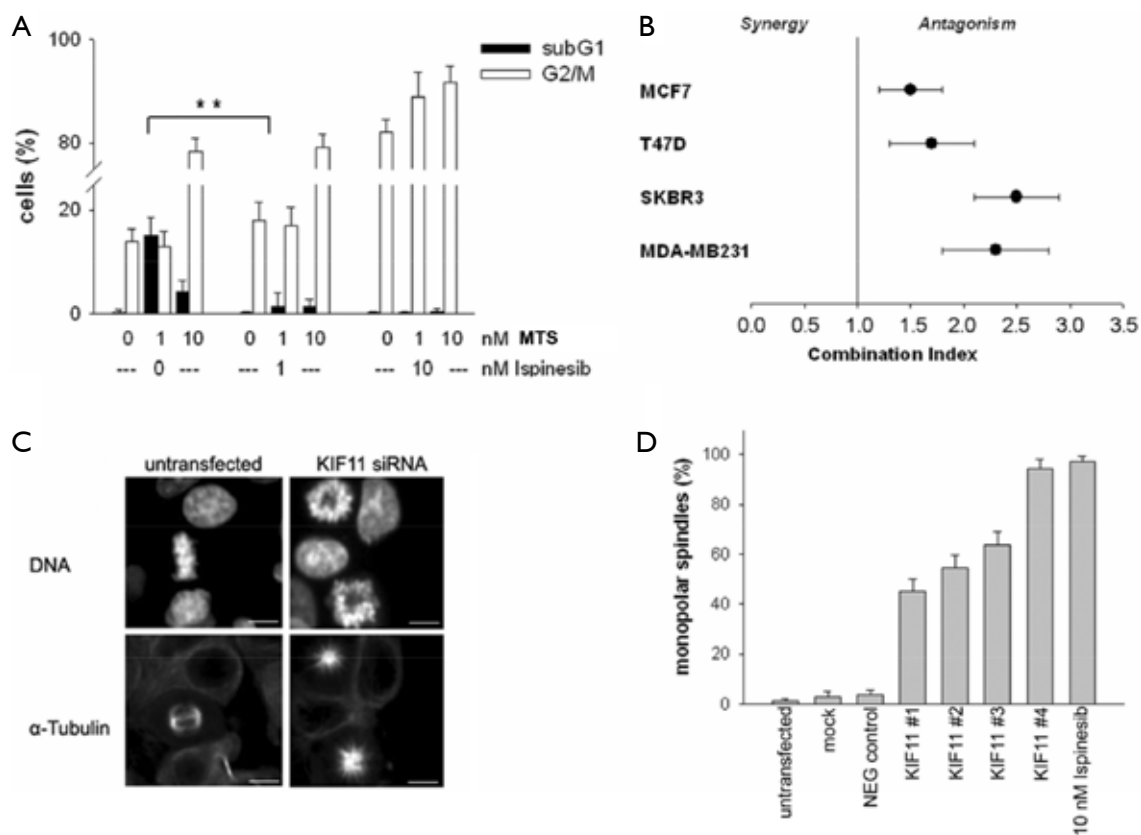 A
100
80
20
0
cells (%)
subG1
G2/M
* *
0 1 10 0 1 10 0 1 10 nM MTS
--- 0 --- --- 1 --- --- 10 --- nM Ispinesib
B
Synergy Antagonism
MCF7
T47D
SKBR3
MDA-MB231
0.0 0.5 1.0 1.5 2.0 2.5 3.0 3.5
Combination Index
C
untransfected KIF11 siRNA
DNA
α-Tubulin
D
monopolar spindles (%)
100
80
60
40
20
0
untransfected
mock
NEG control
KIF11 #1
KIF11 #2
KIF11 #3
KIF11 #4
10 nM Ispinesib